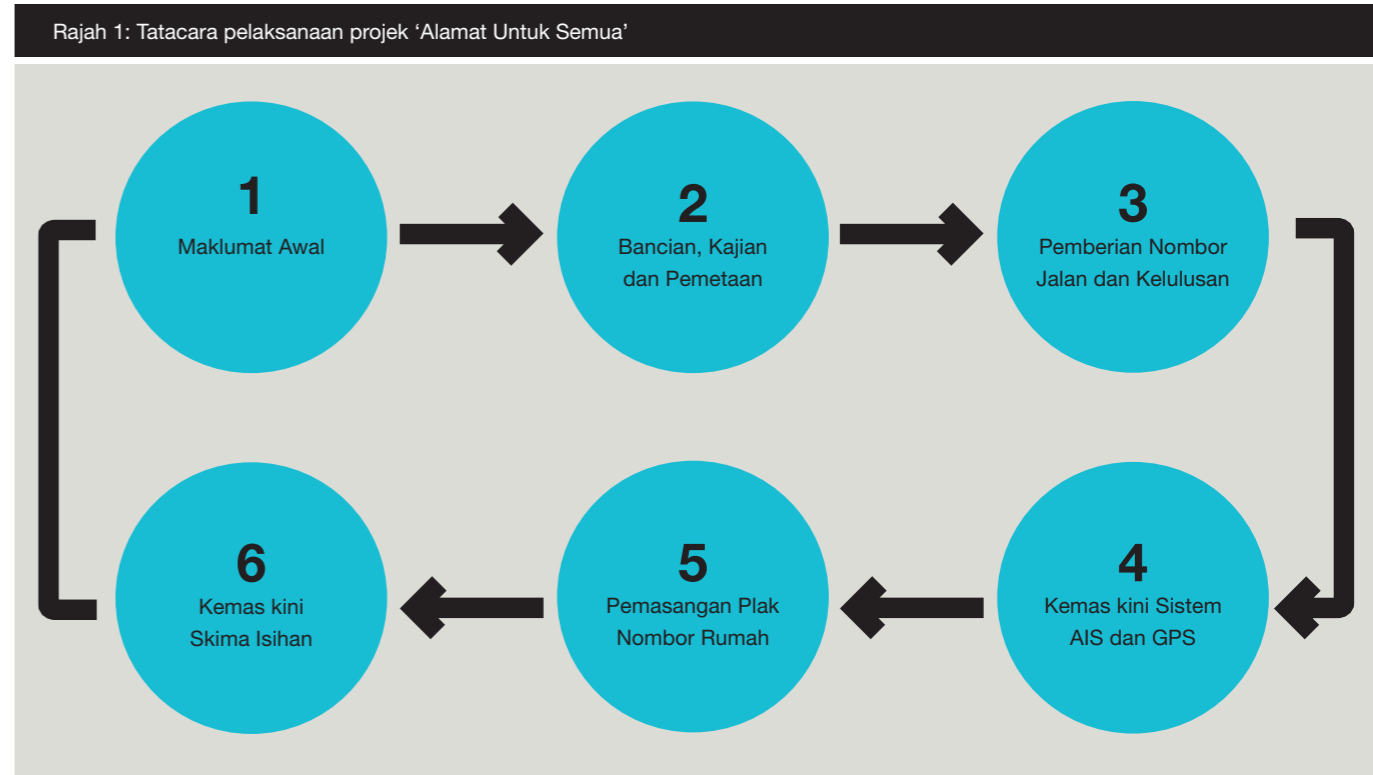 Rajah 1: Tatacara pelaksanaan projek ‘Alamat Untuk Semua’
1
Maklumat Awal
2
Bancian, Kajian
dan Pemetaan
3
Pemberian Nombor
Jalan dan Kelulusan
4
Kemas kini Sistem
AIS dan GPS
5
Pemasangan Plak
Nombor Rumah
6
Kemas kini
Skima Isihan